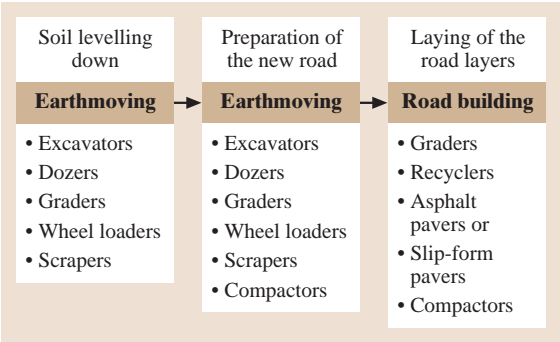 Soil levelling
down
Earthmoving
• Excavators
• Dozers
• Graders
• Wheel loaders
• Scrapers
Preparation of
the new road
Earthmoving
• Excavators
• Dozers
• Graders
• Wheel loaders
• Scrapers
• Compactors
Laying of the
road layers
Road building
• Graders
• Recyclers
• Asphalt
pavers or
• Slip-form
pavers
• Compactors